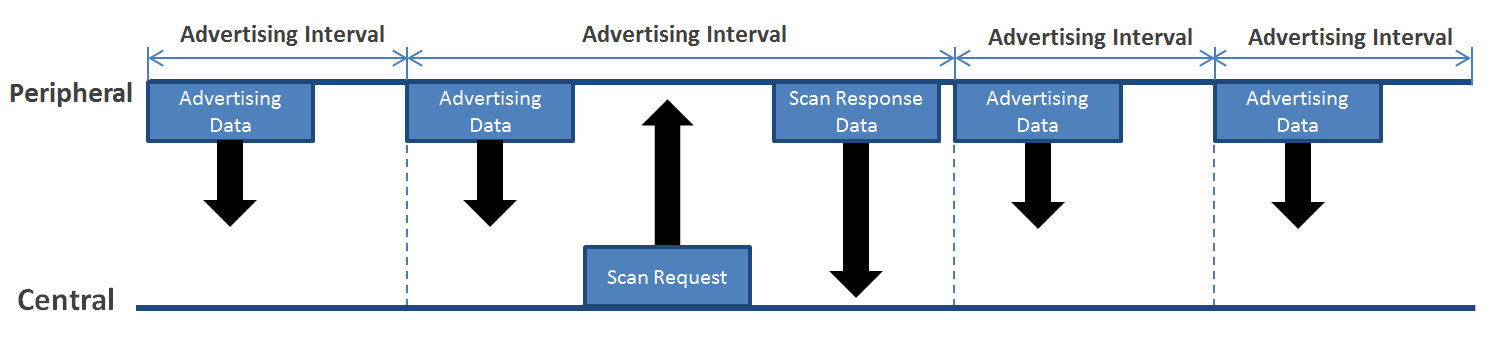 Advertising Interval
Advertising Interval
Advertising Interval
Advertising Interval
Peripheral
Advertising
Data
Advertising
Data
Scan Response
Data
Advertising
Data
Advertising
Data
Scan Request
Central